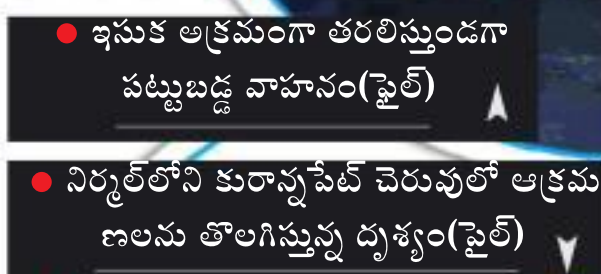 ● ఇసుక అక్రమంగా తరలిస్తుండగా
పట్టుబడ్డ వాహనం(ఫైల్)
● నిర్మల్‌లోని కురాన్నపేట్ చెరువులో ఆక్రమ
ణలను తొలగిస్తున్న దృశ్యం(ఫైల్)